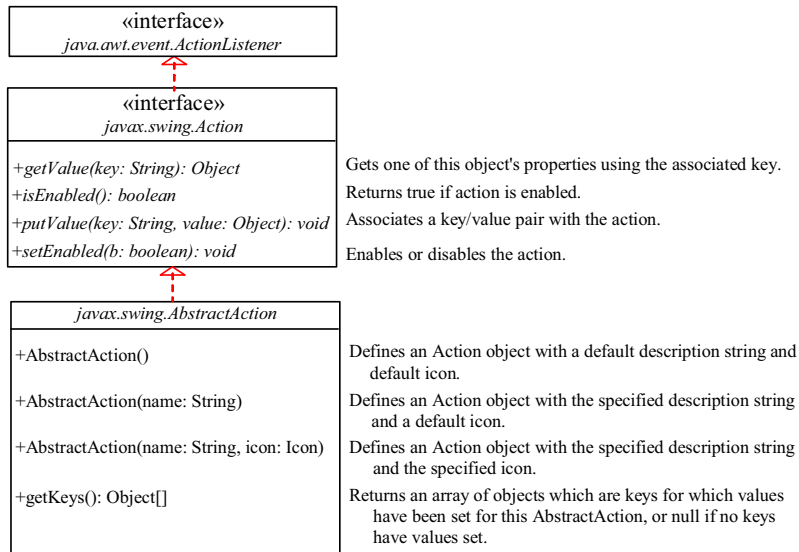 «interface»
java.awt.event.ActionListener
«interface»
javax.swing.Action
+getValue(key: String): Object
Gets one of this object's properties using the associated key.
+isEnabled(): boolean
Returns true if action is enabled.
+putValue(key: String, value: Object): void
Associates a key/value pair with the action.
+setEnabled(b: boolean): void
Enables or disables the action.
javax.swing.AbstractAction
+AbstractAction()
Defines an Action object with a default description string and
default icon.
+AbstractAction(name: String)
Defines an Action object with the specified description string
and a default icon.
+AbstractAction(name: String, icon: Icon)
Defines an Action object with the specified description string
and the specified icon.
+getKeys(): Object[]
Returns an array of objects which are keys for which values
have been set for this AbstractAction, or null if no keys
have values set.